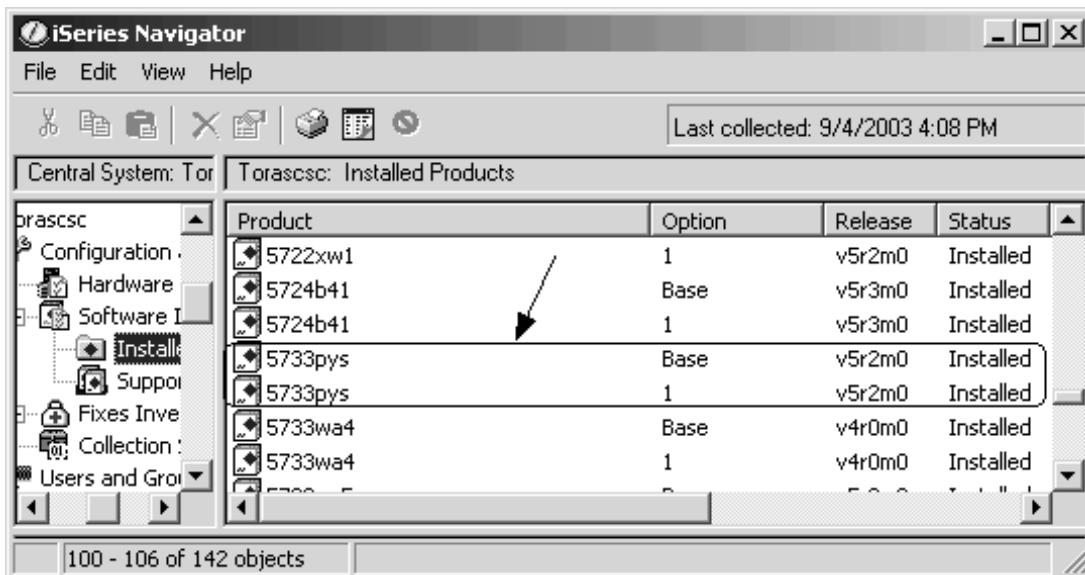 iSeries Navigator
File Edit View Help
Last collected: 9/4/2003 4:08 PM
Central System: Tor
Torascsc: Installed Products
orascsc
Configuration
Hardware
Software I
Installe
Suppor
Fixes Inve
Collection
Users and Grou
Product Option Release Status
5722xw1 1 v5r2m0 Installed
5724b41 Base v5r3m0 Installed
5724b41 1 v5r3m0 Installed
5733pys Base v5r2m0 Installed
5733pys 1 v5r2m0 Installed
5733wa4 Base v4r0m0 Installed
5733wa4 1 v4r0m0 Installed
100 - 106 of 142 objects